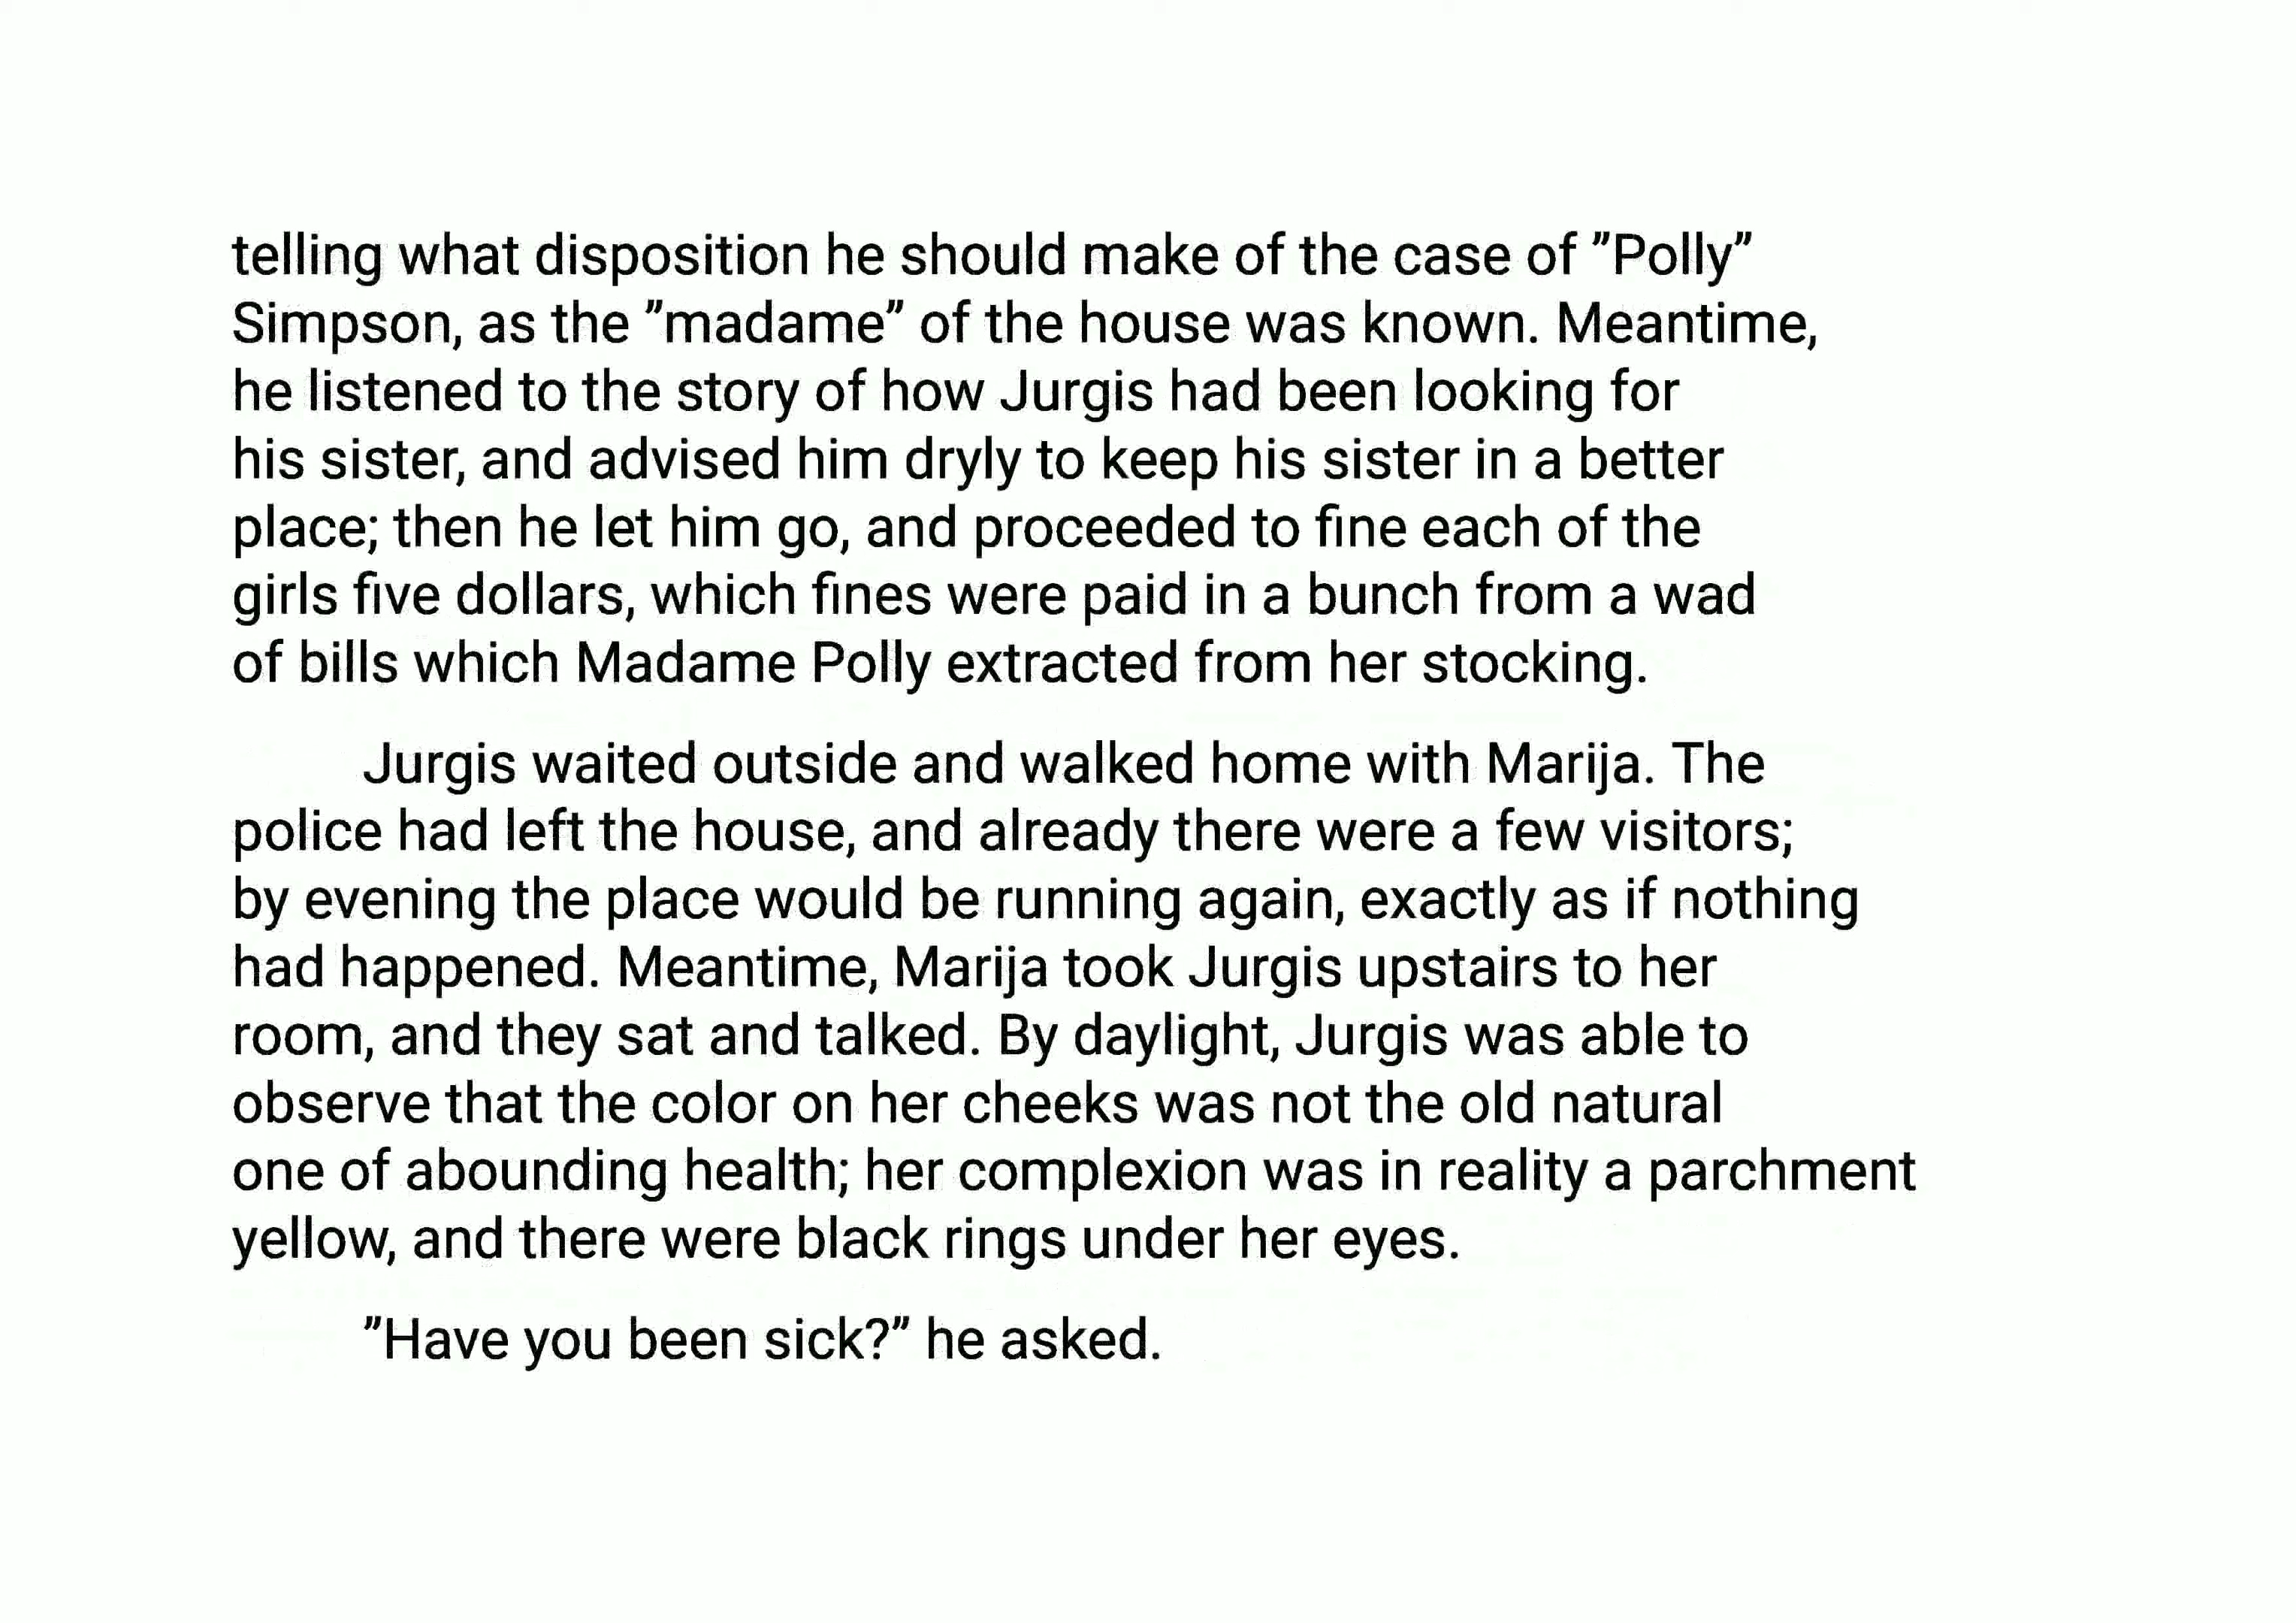 telling what disposition he should make of the case of ”Polly”
Simpson, as the ”madame” of the house was known. Meantime,
he listened to the story of how Jurgis had been looking for
his sister, and advised him dryly to keep his sister in a better
place; then he let him go, and proceeded to fine each of the
girls five dollars, which fines were paid in a bunch from a wad
of bills which Madame Polly extracted from her stocking.
Jurgis waited outside and walked home with Marija. The
police had left the house, and already there were a few visitors;
by evening the place would be running again, exactly as if nothing
had happened. Meantime, Marija took Jurgis upstairs to her
room, and they sat and talked. By daylight, Jurgis was able to
observe that the color on her cheeks was not the old natural
one of abounding health; her complexion was in reality a parchment
yellow, and there were black rings under her eyes.
”Have you been sick?” he asked.